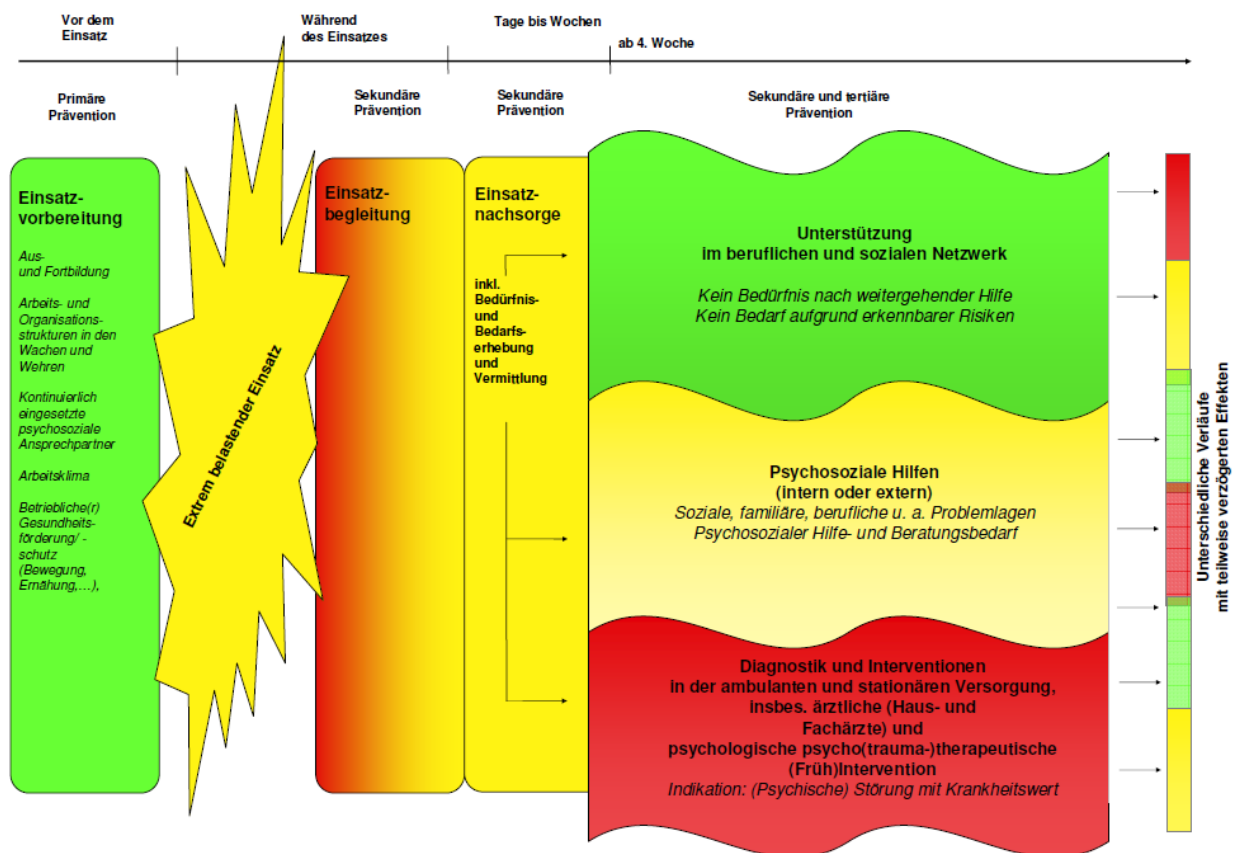 Vor dem
Einsatz
Während
des Einsatzes
Tage bis Wochen
ab 4. Woche
Primäre
Prävention
Sekundäre
Prävention
Sekundäre
Prävention
Sekundäre und tertiäre
Prävention
Einsatz-
vorbereitung
Aus-
und Fortbildung
Arbeits- und
Organisations-
strukturen in den
Wachen und
Wehren
Kontinuierlich
eingesetzte
psychosoziale
Ansprechpartner
Arbeitsklima
Betriebliche(r)
Gesundheits-
förderung/ -
schutz
(Bewegung,
Ernährung,…),
Extrem belastender Einsatz
Einsatz-
begleitung
Einsatz-
nachsorge
inkl.
Bedürfnis-
und
Bedarfs-
erhebung
und
Vermittlung
Unterstützung
im beruflichen und sozialen Netzwerk
Kein Bedürfnis nach weitergehender Hilfe
Kein Bedarf aufgrund erkennbarer Risiken
Psychosoziale Hilfen
(intern oder extern)
Soziale, familiäre, berufliche u. a. Problemlagen
Psychosozialer Hilfe- und Beratungsbedarf
Diagnostik und Interventionen
in der ambulanten und stationären Versorgung,
insbes. ärztliche (Haus- und
Fachärzte) und
psychologische psycho(trauma-)therapeutische
(Früh)Intervention
Indikation: (Psychische) Störung mit Krankheitswert
Unterschiedliche Verläufe
mit teilweise verzögerten Effekten